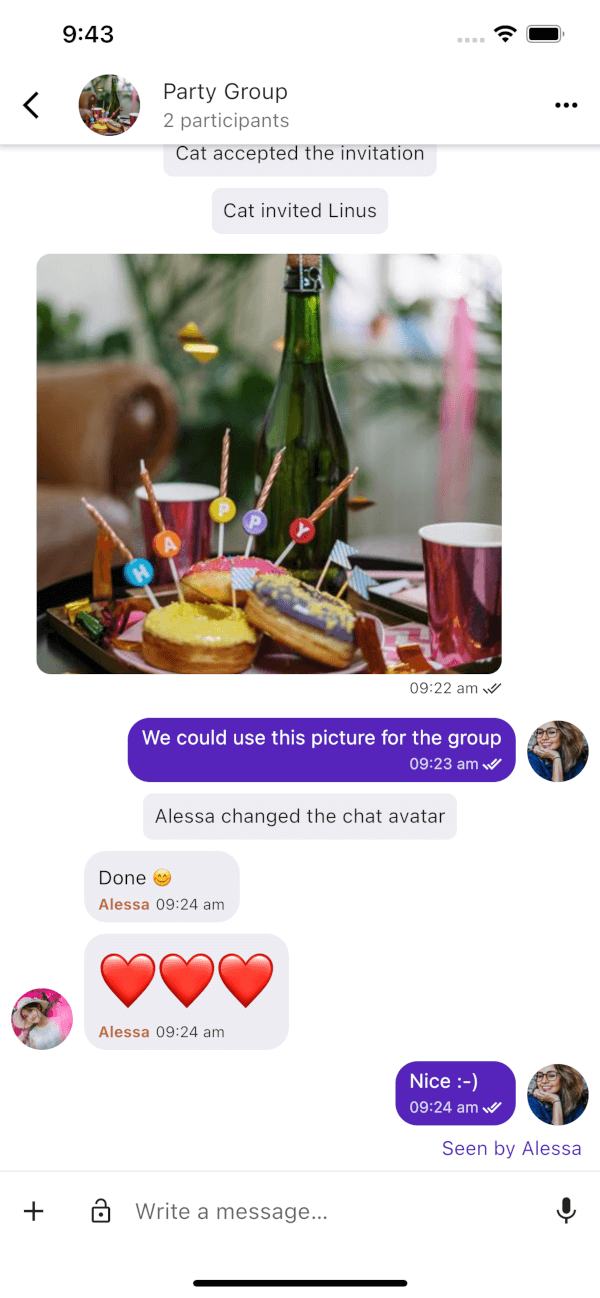 9:43
Party Group
2 participants
Cat accepted the invitation
Cat invited Linus
H A P P Y
09:22 am
We could use this picture for the group
09:23 am
Alessa changed the chat avatar
Done 😊
Alessa 09:24 am
❤️❤️❤️
Alessa 09:24 am
Nice :-)
09:24 am
Seen by Alessa
Write a message...